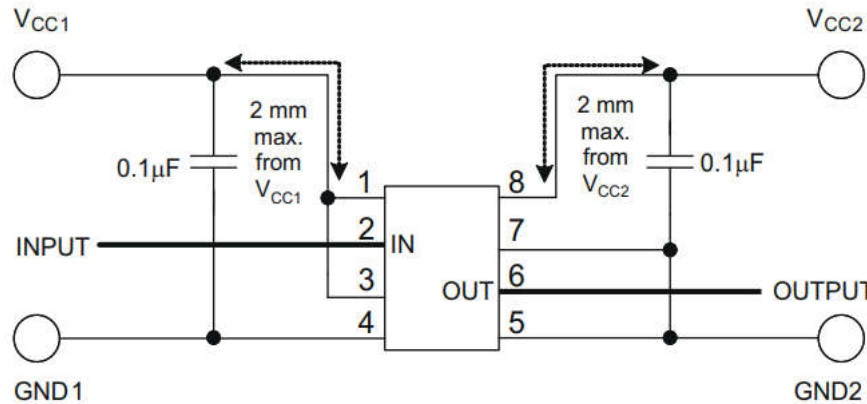 VCC1
VCC2
2 mm
max.
from
VCC1
2 mm
max.
from
VCC2
0.1μF
0.1μF
1
8
INPUT
2
IN
7
3
OUT
6
OUTPUT
4
5
GND1
GND2